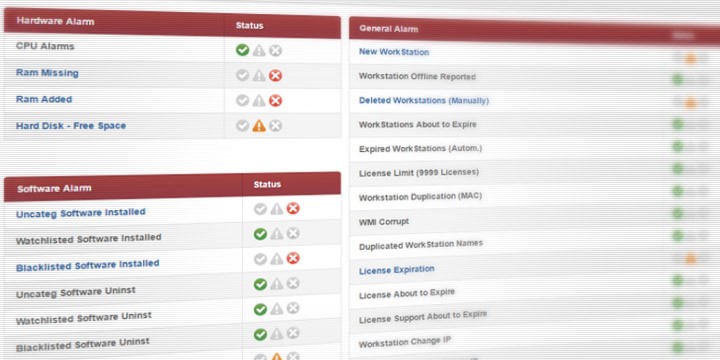 Hardware Alarm
Status
CPU Alarms
Ram Missing
Ram Added
Hard Disk - Free Space
Software Alarm
Status
Uncateg Software Installed
Watchlisted Software Installed
Blacklisted Software Installed
Uncateg Software Uninst
Watchlisted Software Uninst
Blacklisted Software Uninst
General Alarm
New WorkStation
Workstation Offline Reported
Deleted Workstations (Manually)
WorkStations About to Expire
Expired WorkStations (Autom.)
License Limit (9999 Licenses)
Workstation Duplication (MAC)
WMI Corrupt
Duplicated WorkStation Names
License Expiration
License About to Expire
License Support About to Expire
Workstation Change IP